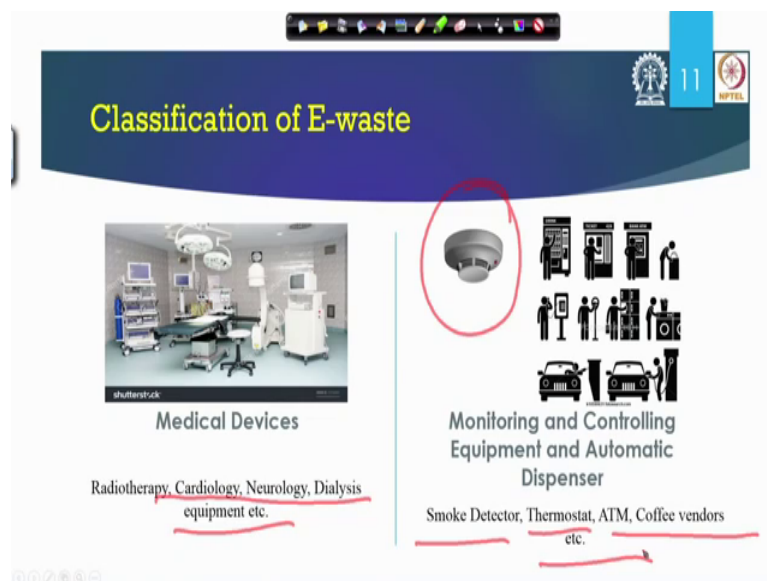 11
NPTEL
Classification of E-waste
shutterstock
Medical Devices
Radiotherapy, Cardiology, Neurology, Dialysis
equipment etc.
Monitoring and Controlling
Equipment and Automatic
Dispenser
Smoke Detector, Thermostat, ATM, Coffee vendors
etc.